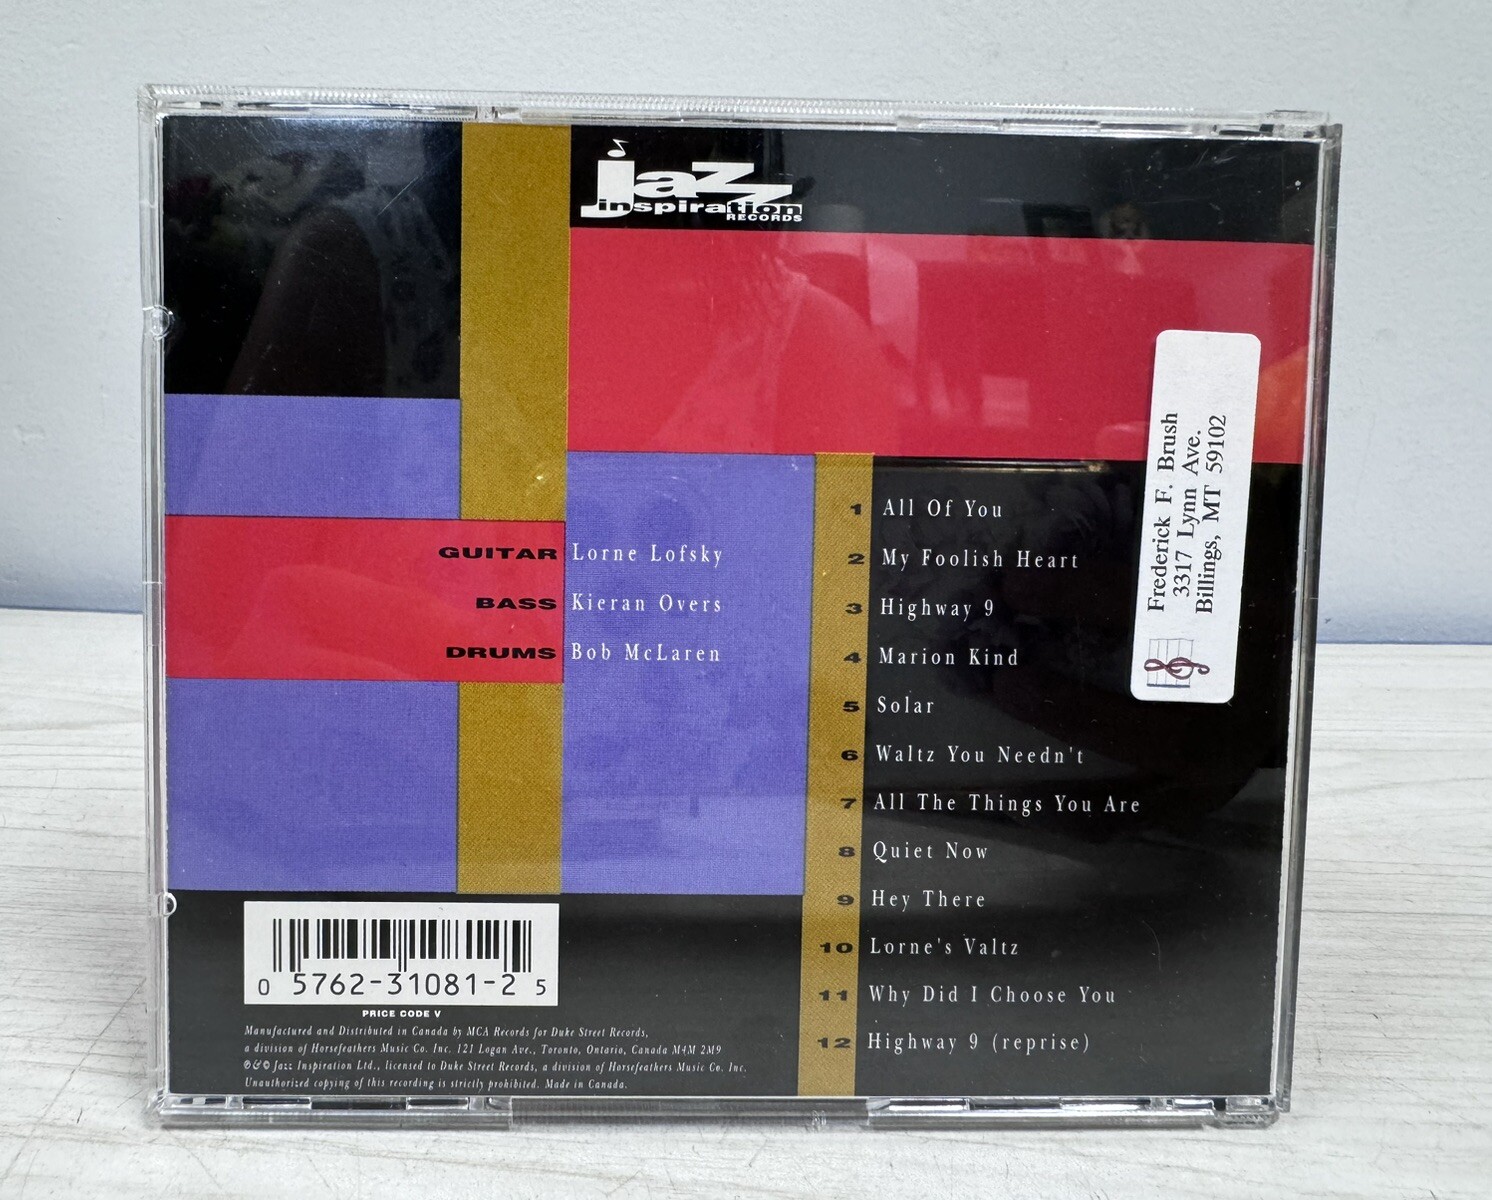 jazz
inspiration
RECORDS
GUITAR Lorne Lofsky
BASS Kieran Overs
DRUMS Bob McLaren
1 All Of You
2 My Foolish Heart
3 Highway 9
4 Marion Kind
5 Solar
6 Waltz You Needn't
7 All The Things You Are
8 Quiet Now
9 Hey There
10 Lorne's Valtz
11 Why Did I Choose You
12 Highway 9 (reprise)
Frederick F. Brush
3317 Lynn Ave.
Billings, MT 59102
0 5762-31081-2 5
PRICE CODE V
Manufactured and Distributed in Canada by MCA Records for Duke Street Records,
a division of Horsefeathers Music Co. Inc. 121 Logan Ave., Toronto, Ontario, Canada M4M 2M9
℗&© Jazz Inspiration Ltd., licensed to Duke Street Records, a division of Horsefeathers Music Co. Inc.
Unauthorized copying of this recording is strictly prohibited. Made in Canada.